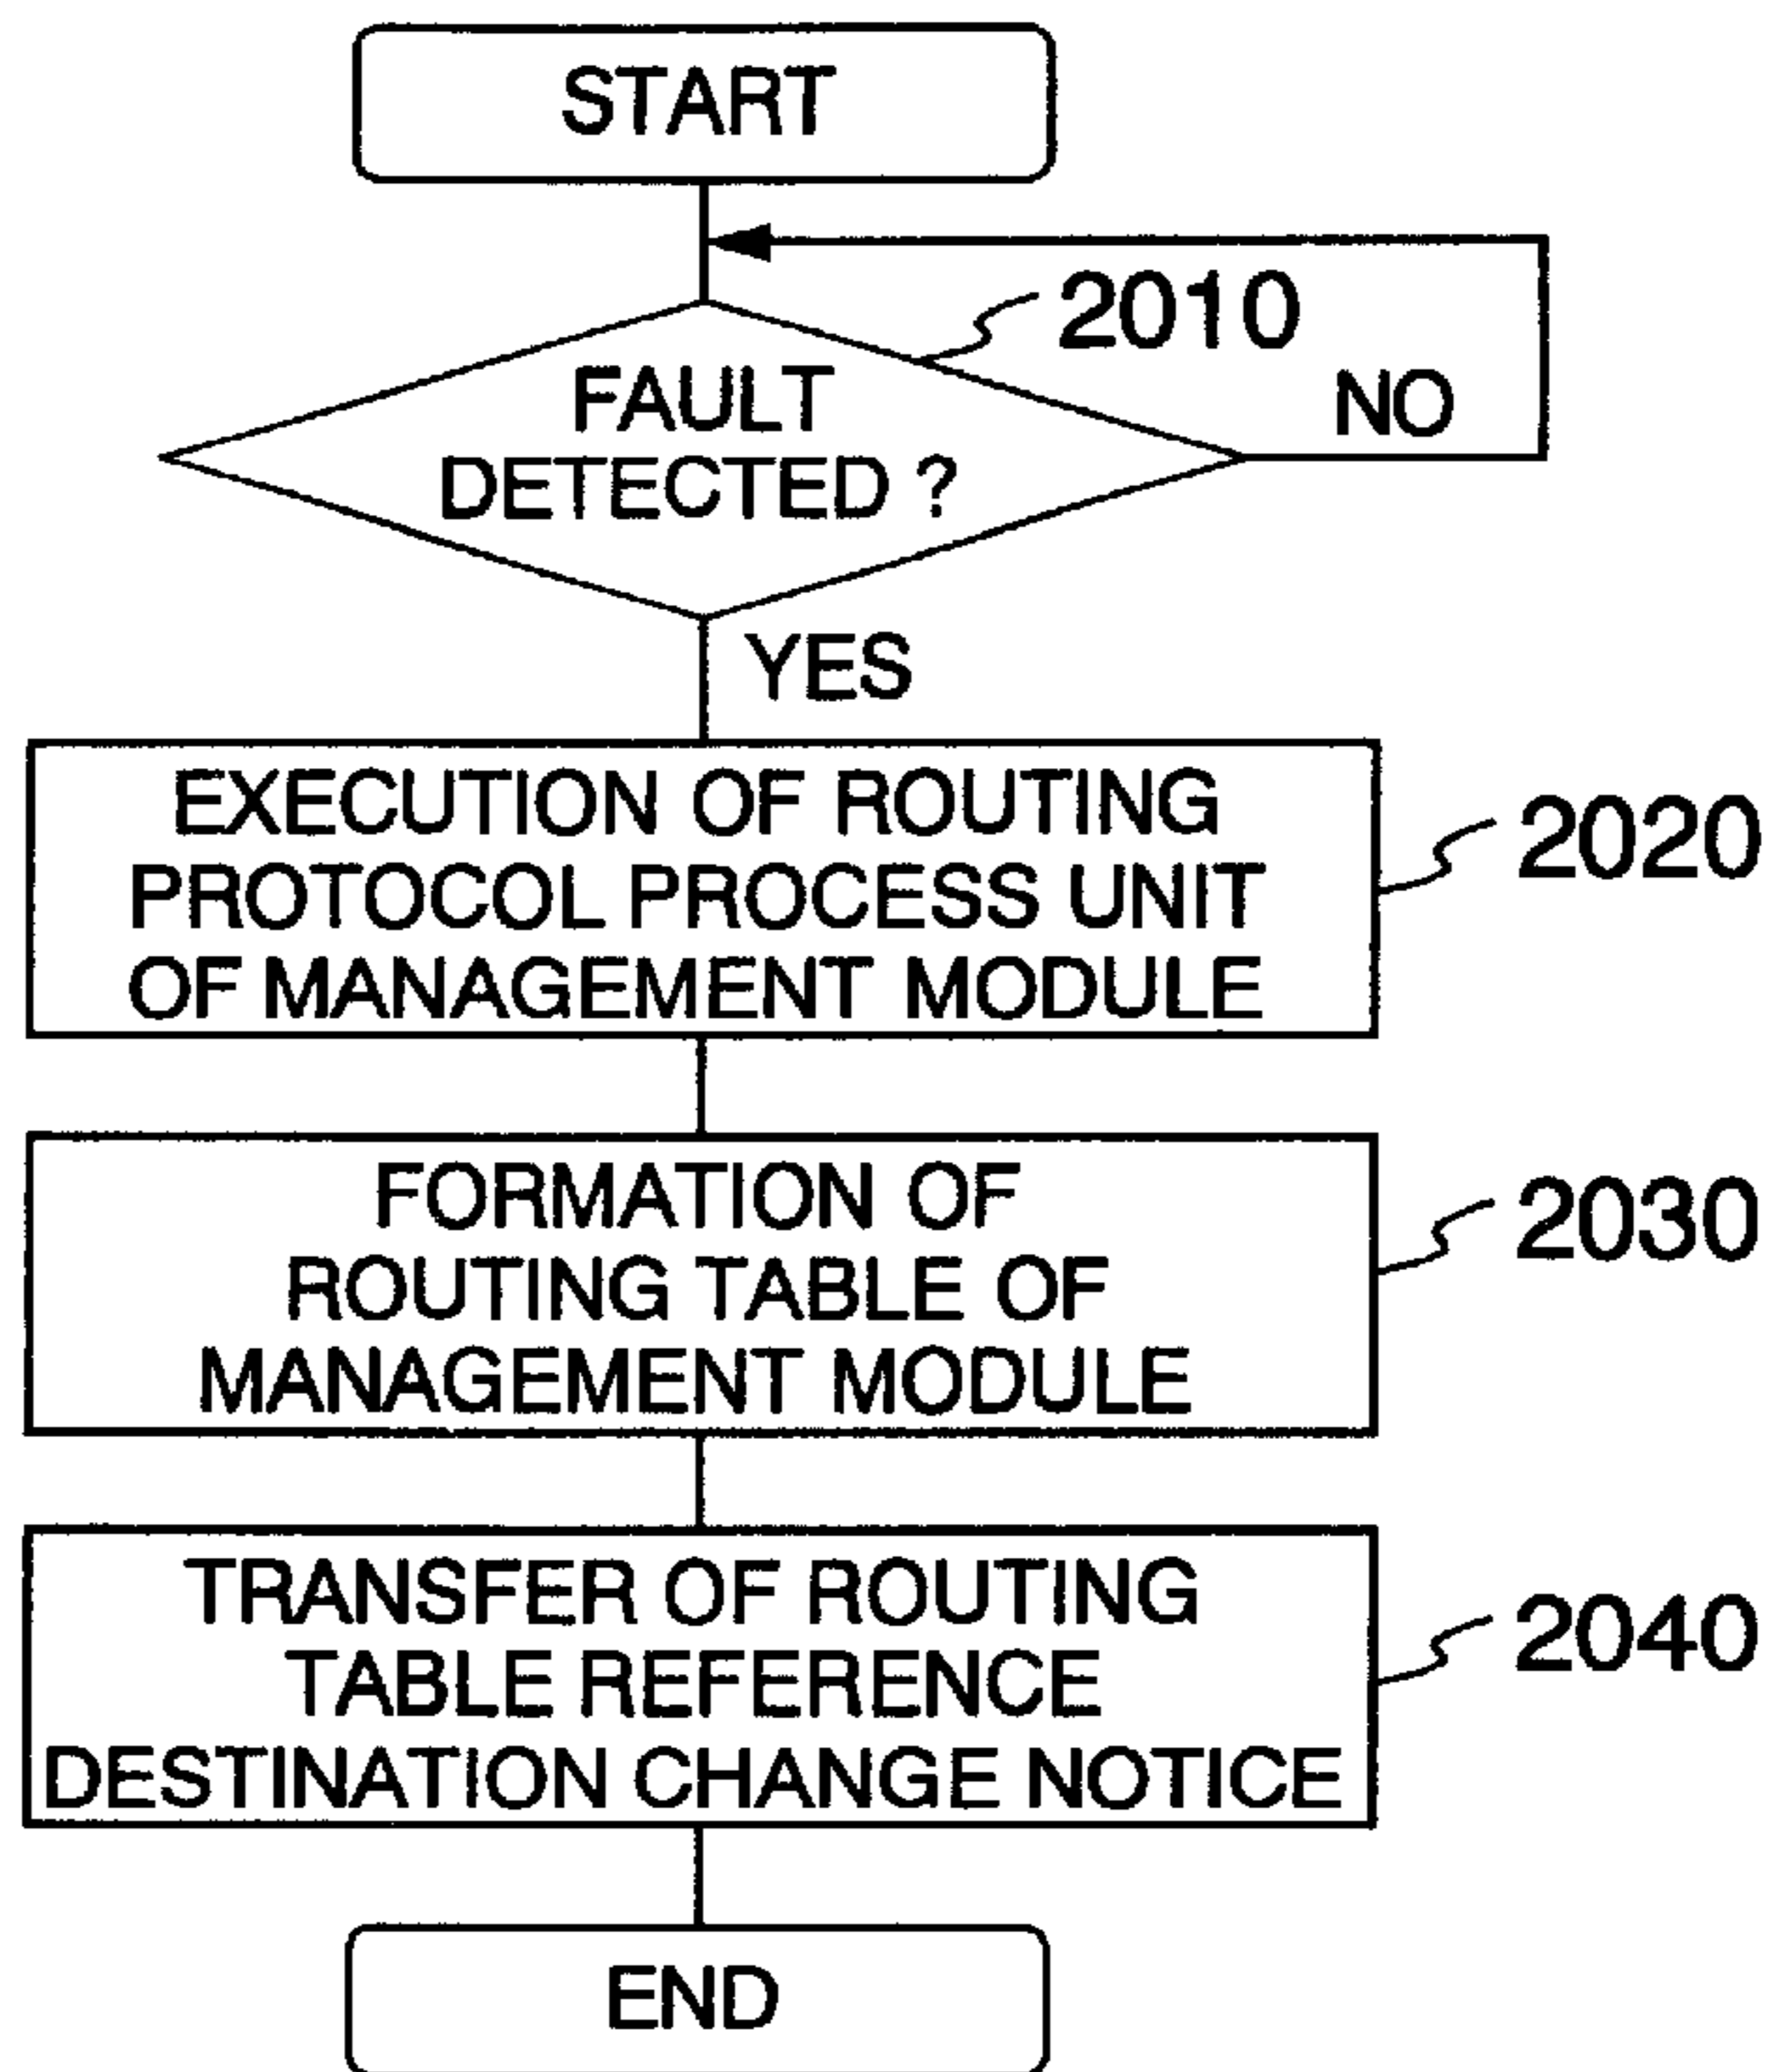 START
2010
NO
FAULT
DETECTED ?
YES
EXECUTION OF ROUTING
PROTOCOL PROCESS UNIT
OF MANAGEMENT MODULE
2020
FORMATION OF
ROUTING TABLE OF
MANAGEMENT MODULE
2030
TRANSFER OF ROUTING
TABLE REFERENCE
DESTINATION CHANGE NOTICE
2040
END